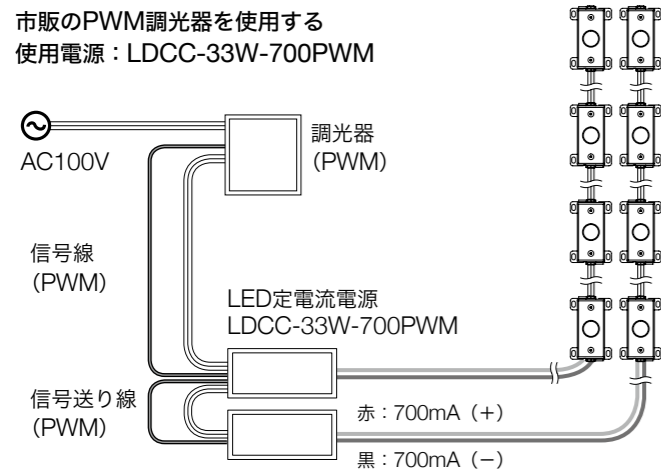 市販のPWM調光器を使用する
使用電源：LDCC-33W-700PWM
AC100V
調光器
（PWM）
信号線
（PWM）
LED定電流電源
LDCC-33W-700PWM
信号送り線
（PWM）
赤：700mA（+）
黒：700mA（−）